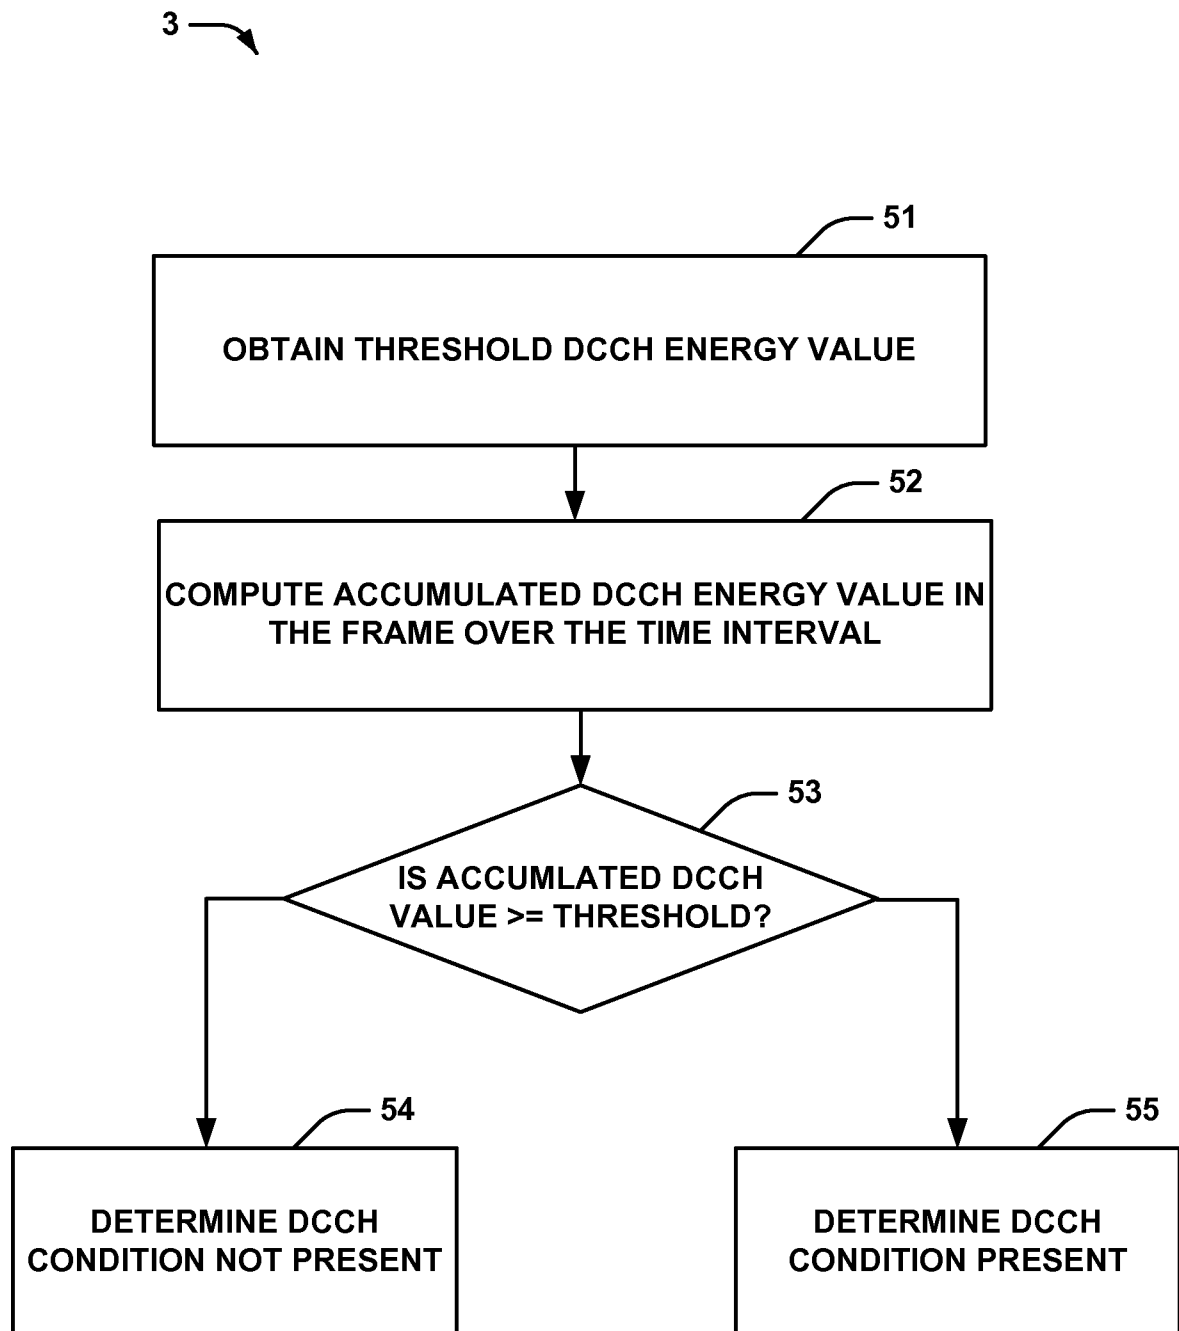 3
51
OBTAIN THRESHOLD DCCH ENERGY VALUE
52
COMPUTE ACCUMULATED DCCH ENERGY VALUE IN
THE FRAME OVER THE TIME INTERVAL
53
IS ACCUMLATED DCCH
VALUE >= THRESHOLD?
54
DETERMINE DCCH
CONDITION NOT PRESENT
55
DETERMINE DCCH
CONDITION PRESENT